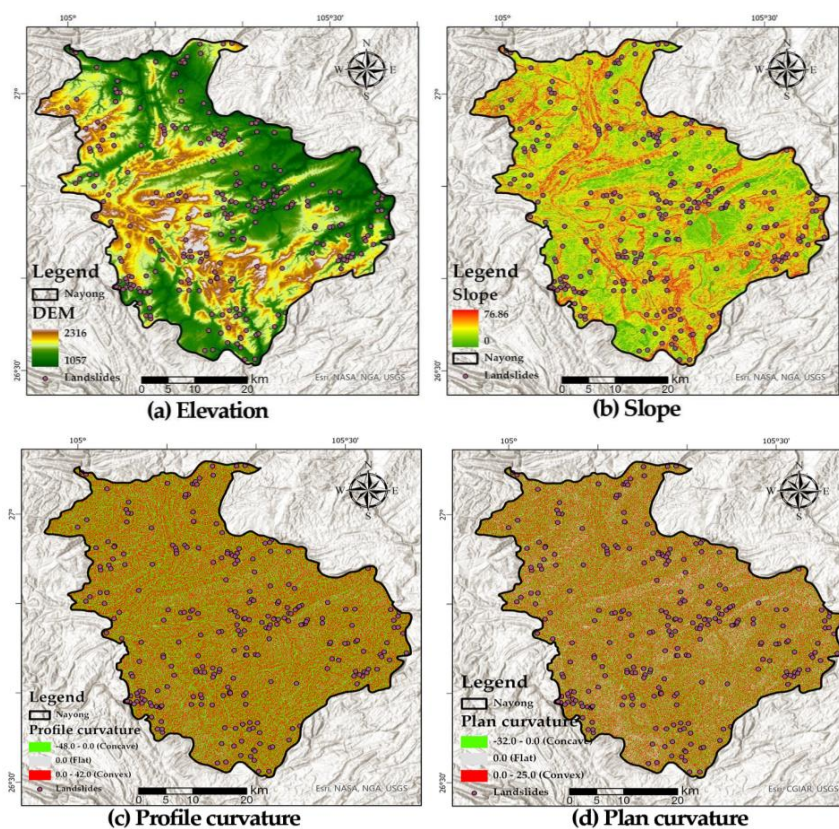 105° 105°30'
N
W E
S
27°
Legend
Nayong
DEM
2316
1057
Landslides
0 5 10 20 km
26°30'
Esri, NASA, NGA, USGS
(a) Elevation
105° 105°30'
N
W E
S
27°
Legend
Slope
76.86
0
Nayong
Landslides
0 5 10 20 km
26°30'
Esri, NASA, NGA, USGS
(b) Slope
105° 105°30'
N
W E
S
27°
Legend
Nayong
Profile curvature
-48.0 - 0.0 (Concave)
0.0 (Flat)
0.0 - 42.0 (Convex)
Landslides
0 5 10 20 km
26°30'
Esri, NASA, NGA, USGS
(c) Profile curvature
105° 105°30'
N
W E
S
27°
Legend
Nayong
Plan curvature
-32.0 - 0.0 (Concave)
0.0 (Flat)
0.0 - 25.0 (Convex)
Landslides
0 5 10 20 km
26°30'
Esri, CGIAR, USGS
(d) Plan curvature